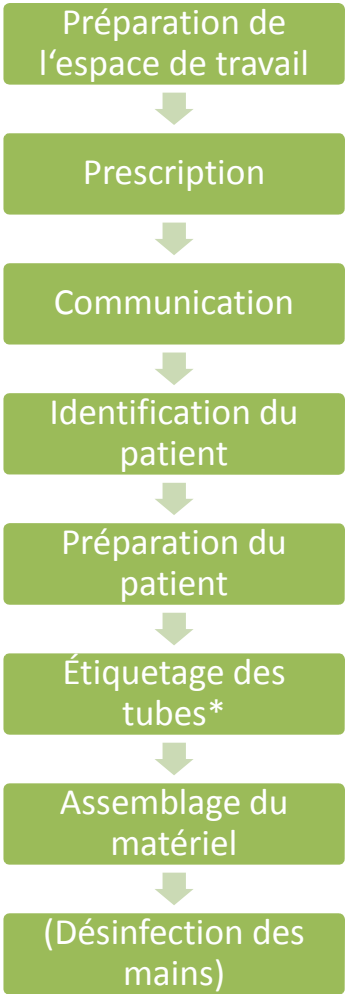 Préparation de
l‘espace de travail
Prescription
Communication
Identification du
patient
Préparation du
patient
Étiquetage des
tubes*
Assemblage du
matériel
(Désinfection des
mains)